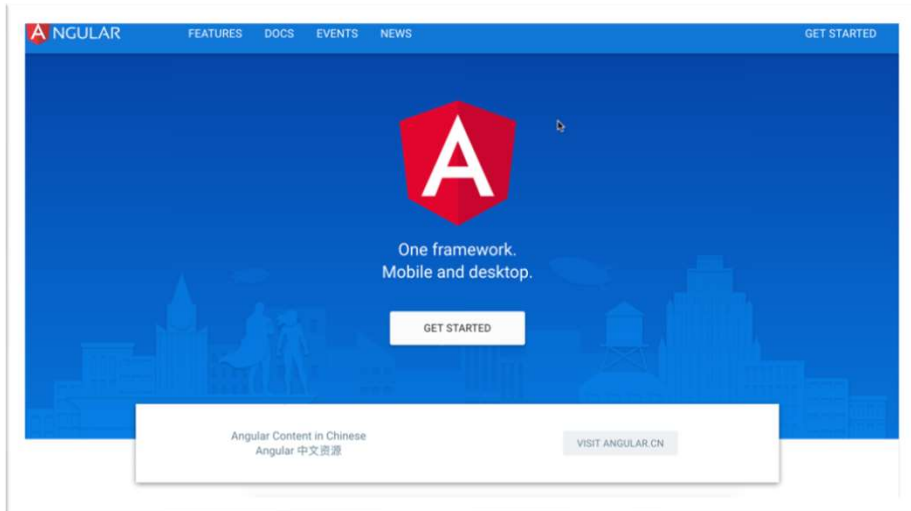 ANGULAR
FEATURES DOCS EVENTS NEWS GET STARTED
A
One framework.
Mobile and desktop.
GET STARTED
Angular Content in Chinese
Angular 中文资源
VISIT ANGULAR.CN